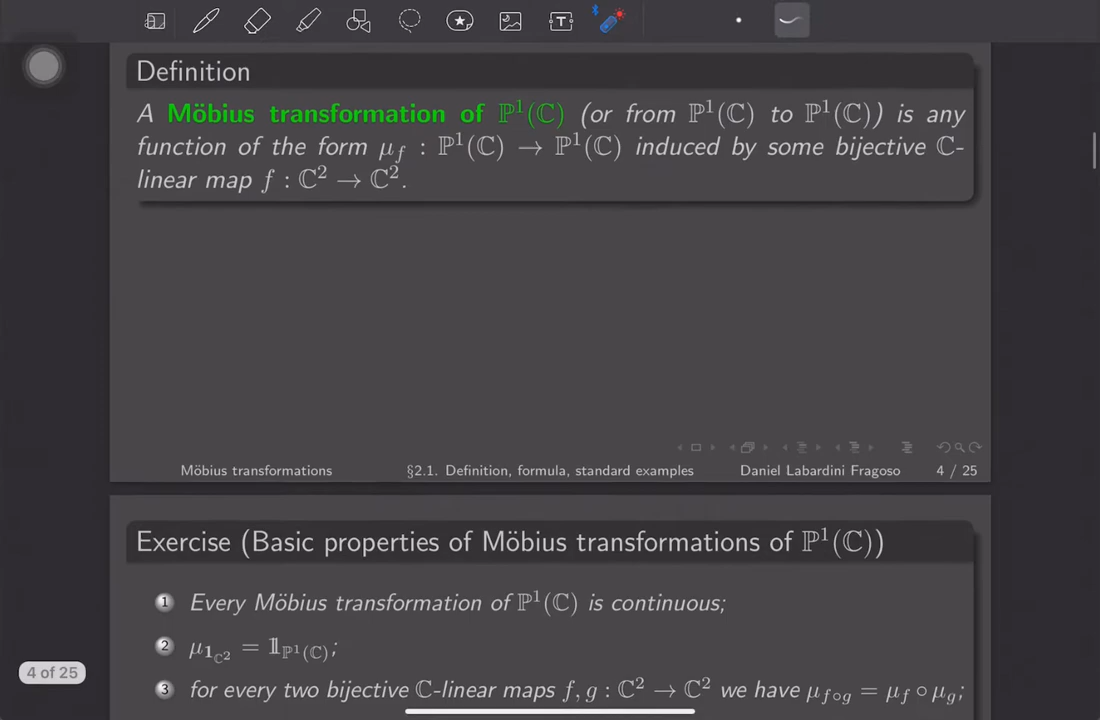 Definition
A Möbius transformation of ℙ¹(ℂ) (or from ℙ¹(ℂ) to ℙ¹(ℂ)) is any
function of the form μ_f : ℙ¹(ℂ) → ℙ¹(ℂ) induced by some bijective ℂ-
linear map f : ℂ² → ℂ².
Möbius transformations §2.1. Definition, formula, standard examples Daniel Labardini Fragoso 4 / 25
Exercise (Basic properties of Möbius transformations of ℙ¹(ℂ))
1 Every Möbius transformation of ℙ¹(ℂ) is continuous;
2 μ_{𝟏_{ℂ²}} = 𝟙_{ℙ¹(ℂ)};
4 of 25
3 for every two bijective ℂ-linear maps f, g : ℂ² → ℂ² we have μ_{f∘g} = μ_f ∘ μ_g;